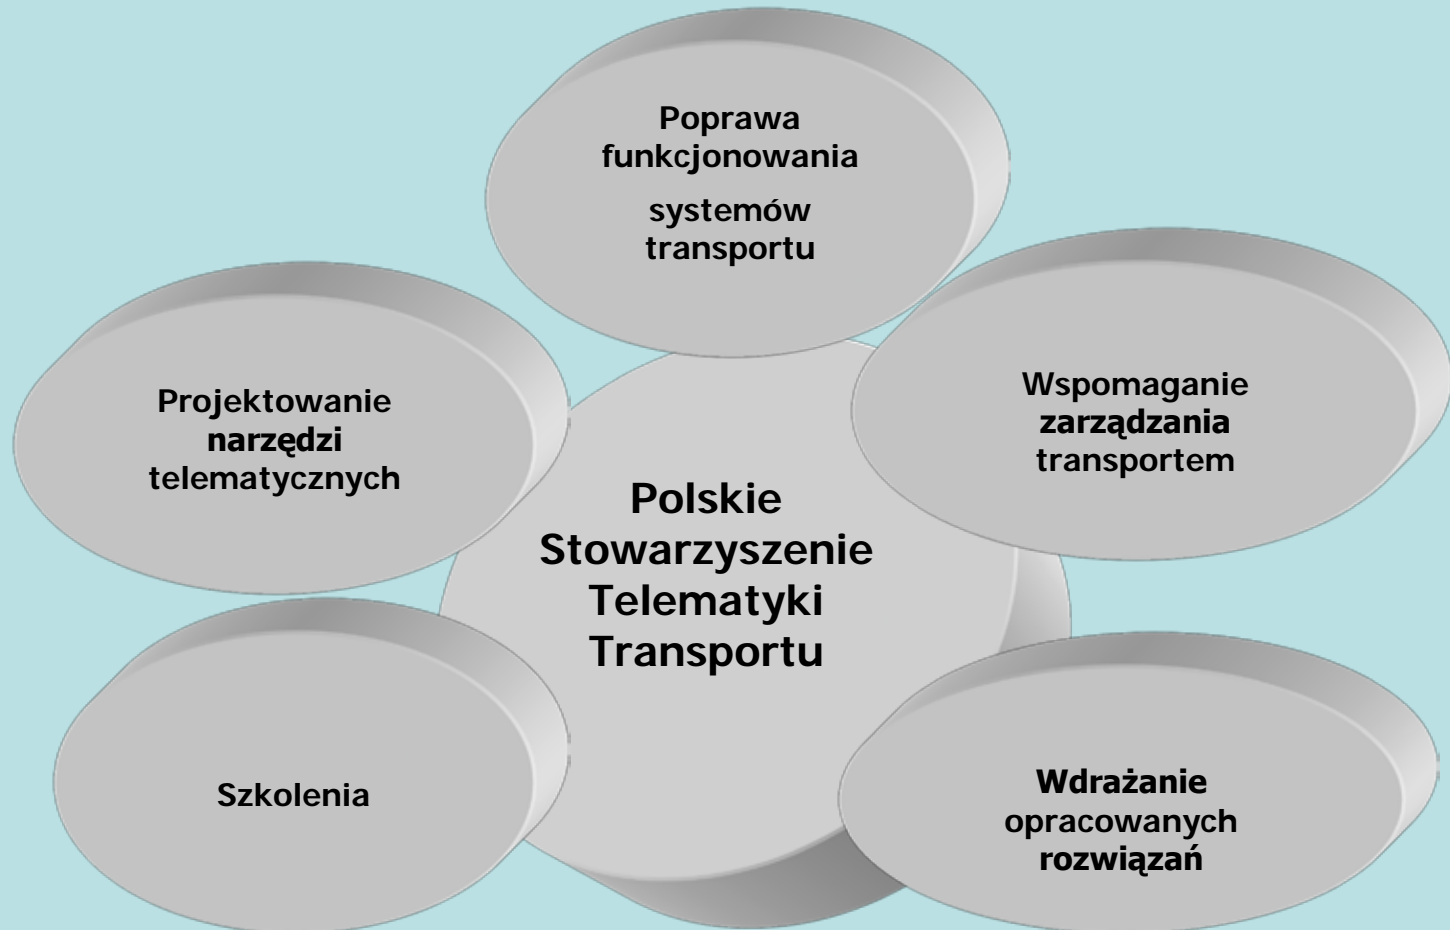 Poprawa
funkcjonowania
systemów
transportu
Projektowanie
narzędzi
telematycznych
Wspomaganie
zarządzania
transportem
Polskie
Stowarzyszenie
Telematyki
Transportu
Szkolenia
Wdrażanie
opracowanych
rozwiązań